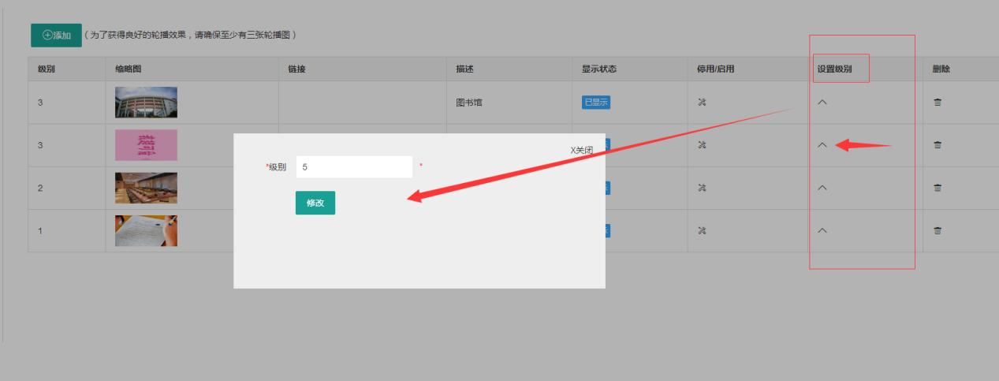 添加 ( 为了获得良好的轮播效果，请确保至少有三张轮播图 )
级别 缩略图 链接 描述 显示状态 停用/启用 设置级别 删除
3 图书馆 已显示
3
2
1
X关闭
*级别 5 *
修改